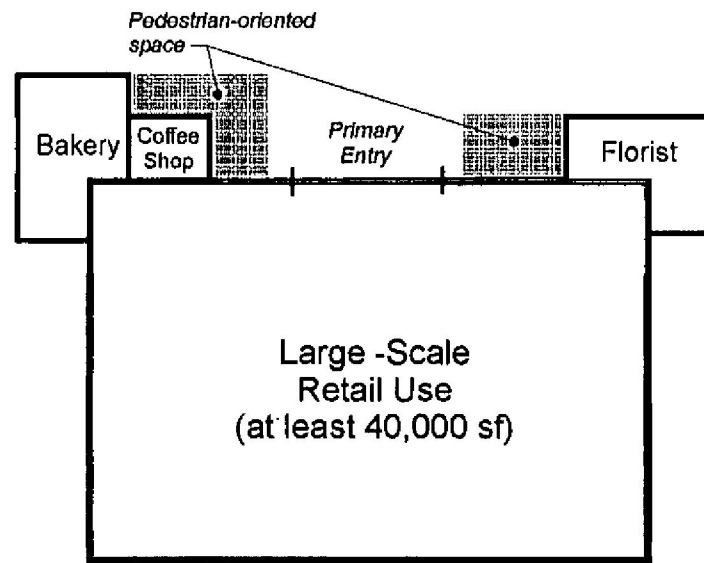 Pedestrian-oriented
space
Bakery
Coffee
Shop
Primary
Entry
Florist
Large -Scale
Retail Use
(at least 40,000 sf)